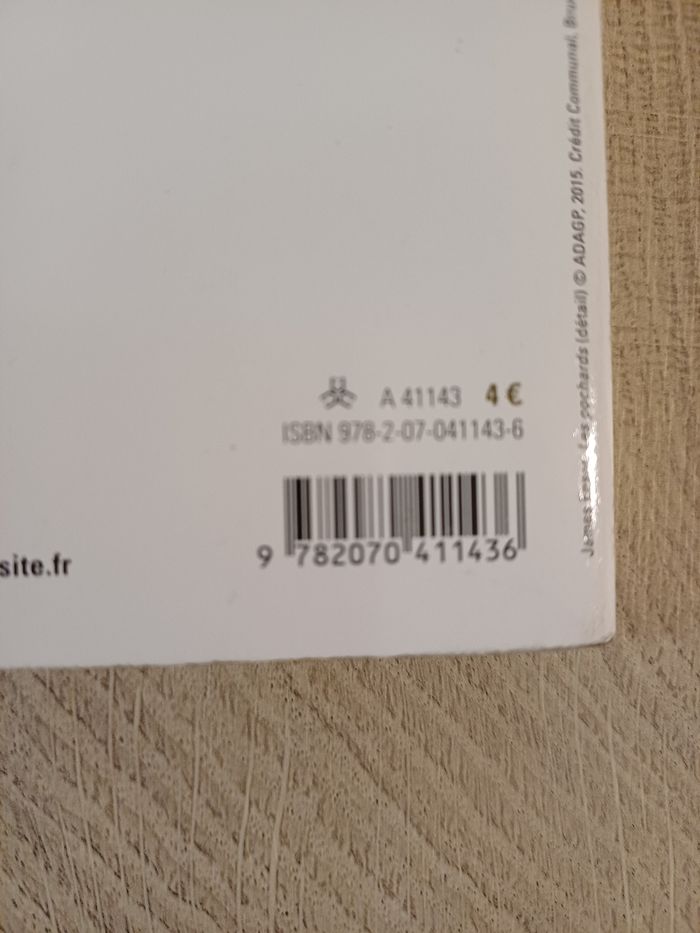 A 41143 4 €
ISBN 978-2-07-041143-6
9 782070 411436
site.fr
James Ensor, Les pochards (détail) © ADAGP, 2015. Crédit Communal,